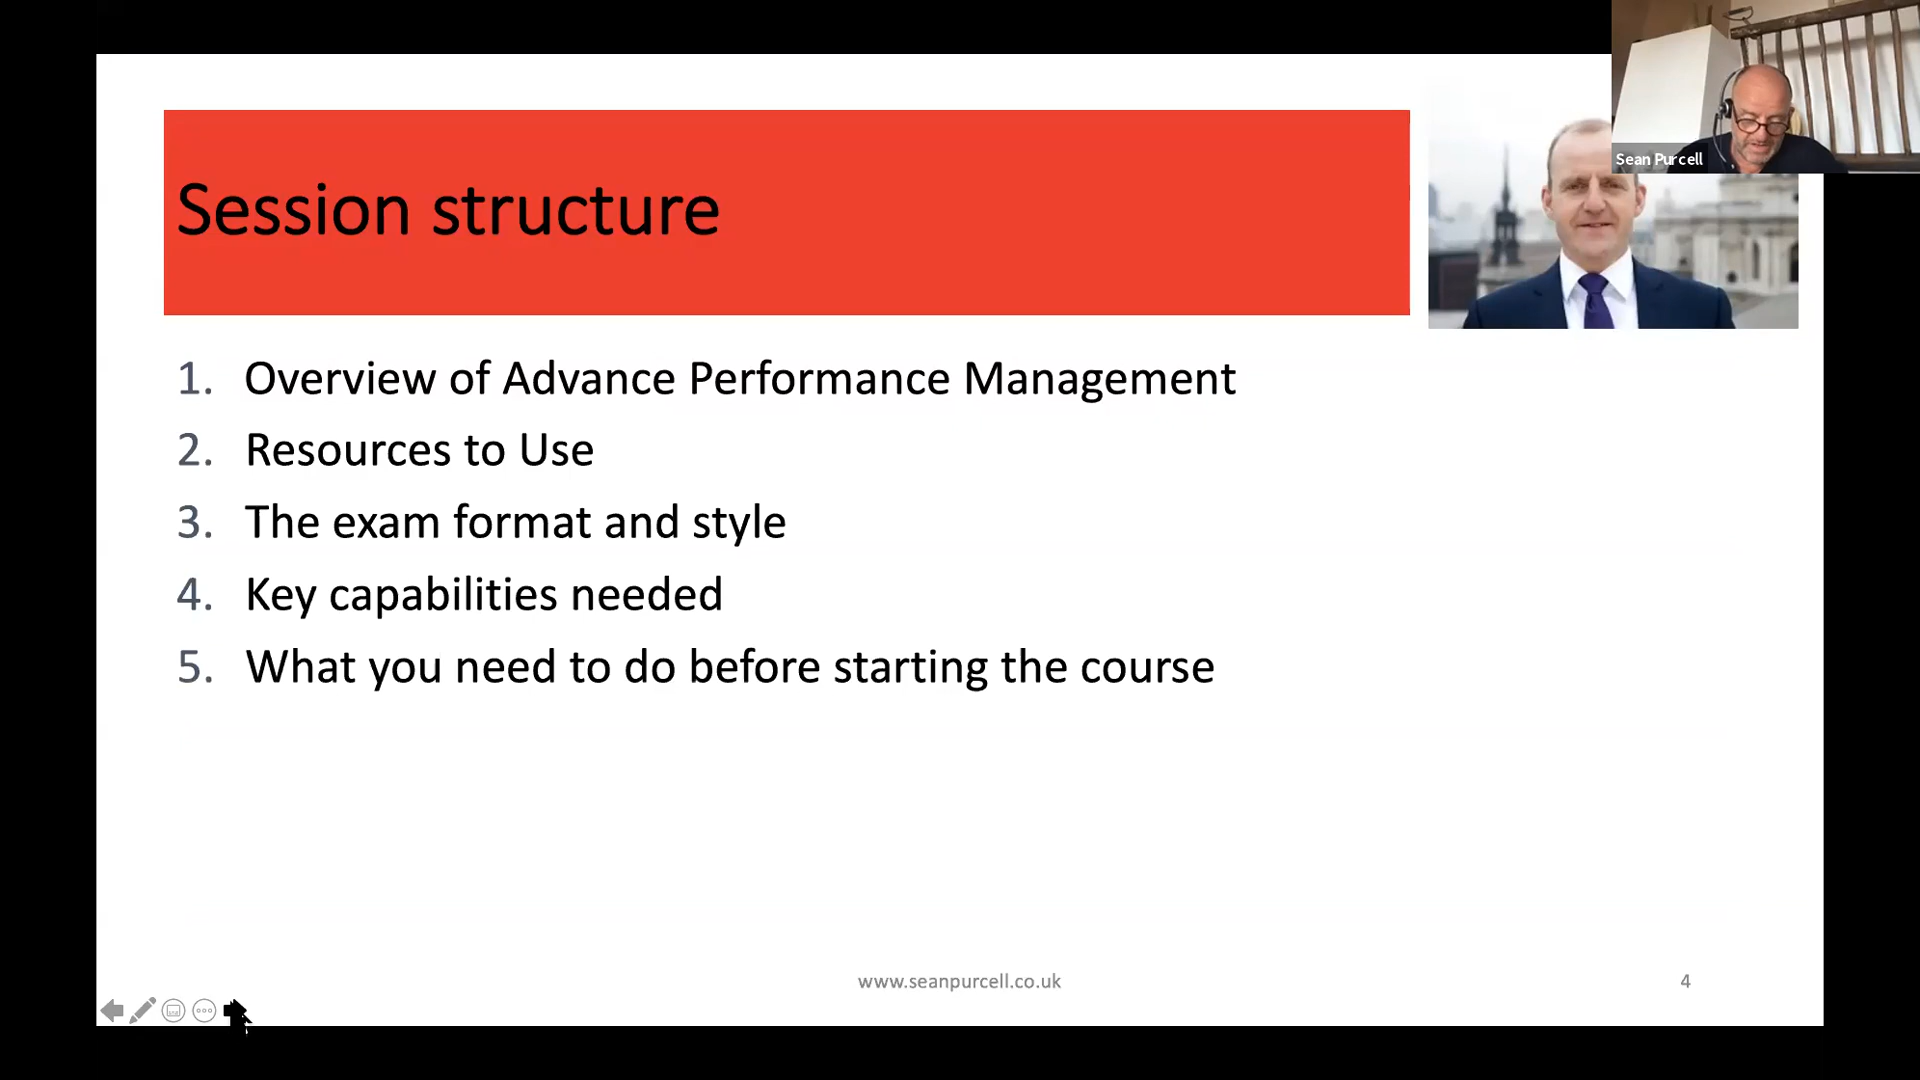 Session structure
Sean Purcell
1. Overview of Advance Performance Management
2. Resources to Use
3. The exam format and style
4. Key capabilities needed
5. What you need to do before starting the course
www.seanpurcell.co.uk
4